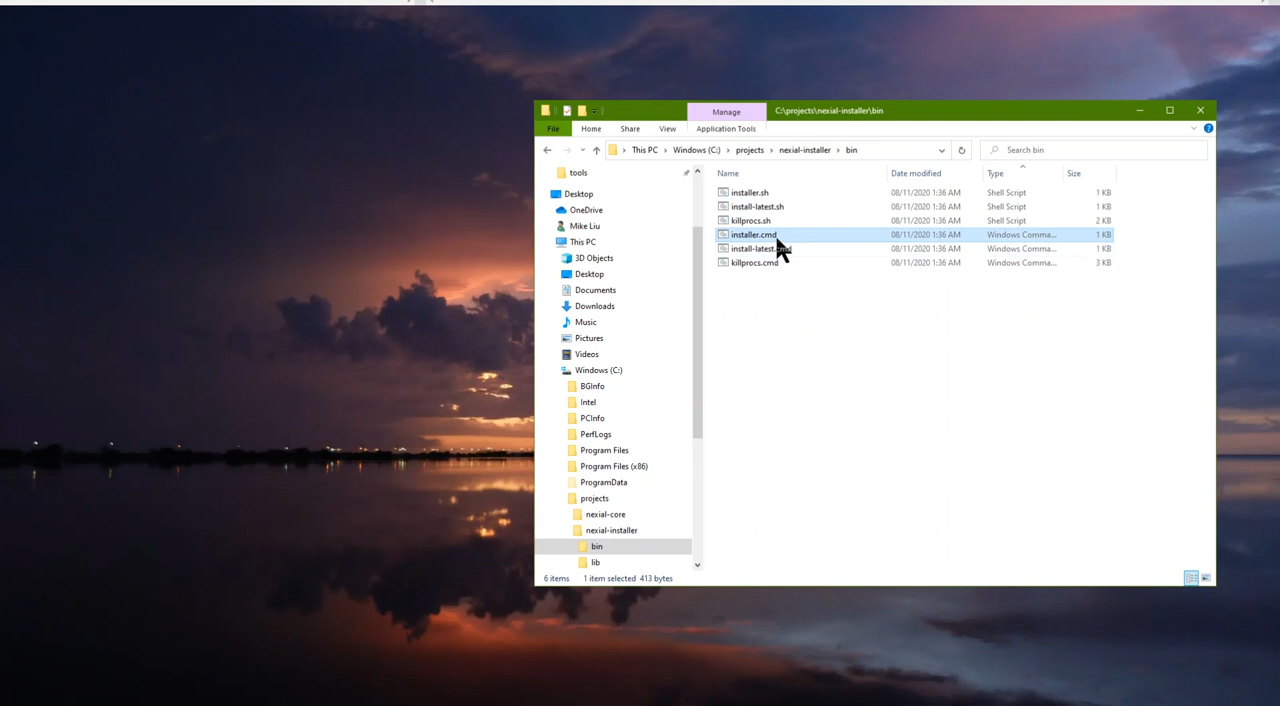 Manage C:\projects\nexial-installer\bin
File Home Share View Application Tools
This PC Windows (C:) projects nexial-installer bin Search bin
tools
Desktop
OneDrive
Mike Liu
This PC
3D Objects
Desktop
Documents
Downloads
Music
Pictures
Videos
Windows (C:)
BGInfo
Intel
PCInfo
PerfLogs
Program Files
Program Files (x86)
ProgramData
projects
nexial-core
nexial-installer
bin
lib
Name Date modified Type Size
installer.sh 08/11/2020 1:36 AM Shell Script 1 KB
install-latest.sh 08/11/2020 1:36 AM Shell Script 1 KB
killprocs.sh 08/11/2020 1:36 AM Shell Script 2 KB
installer.cmd 08/11/2020 1:36 AM Windows Comma... 1 KB
install-latest.cmd 08/11/2020 1:36 AM Windows Comma... 1 KB
killprocs.cmd 08/11/2020 1:36 AM Windows Comma... 3 KB
6 items 1 item selected 413 bytes